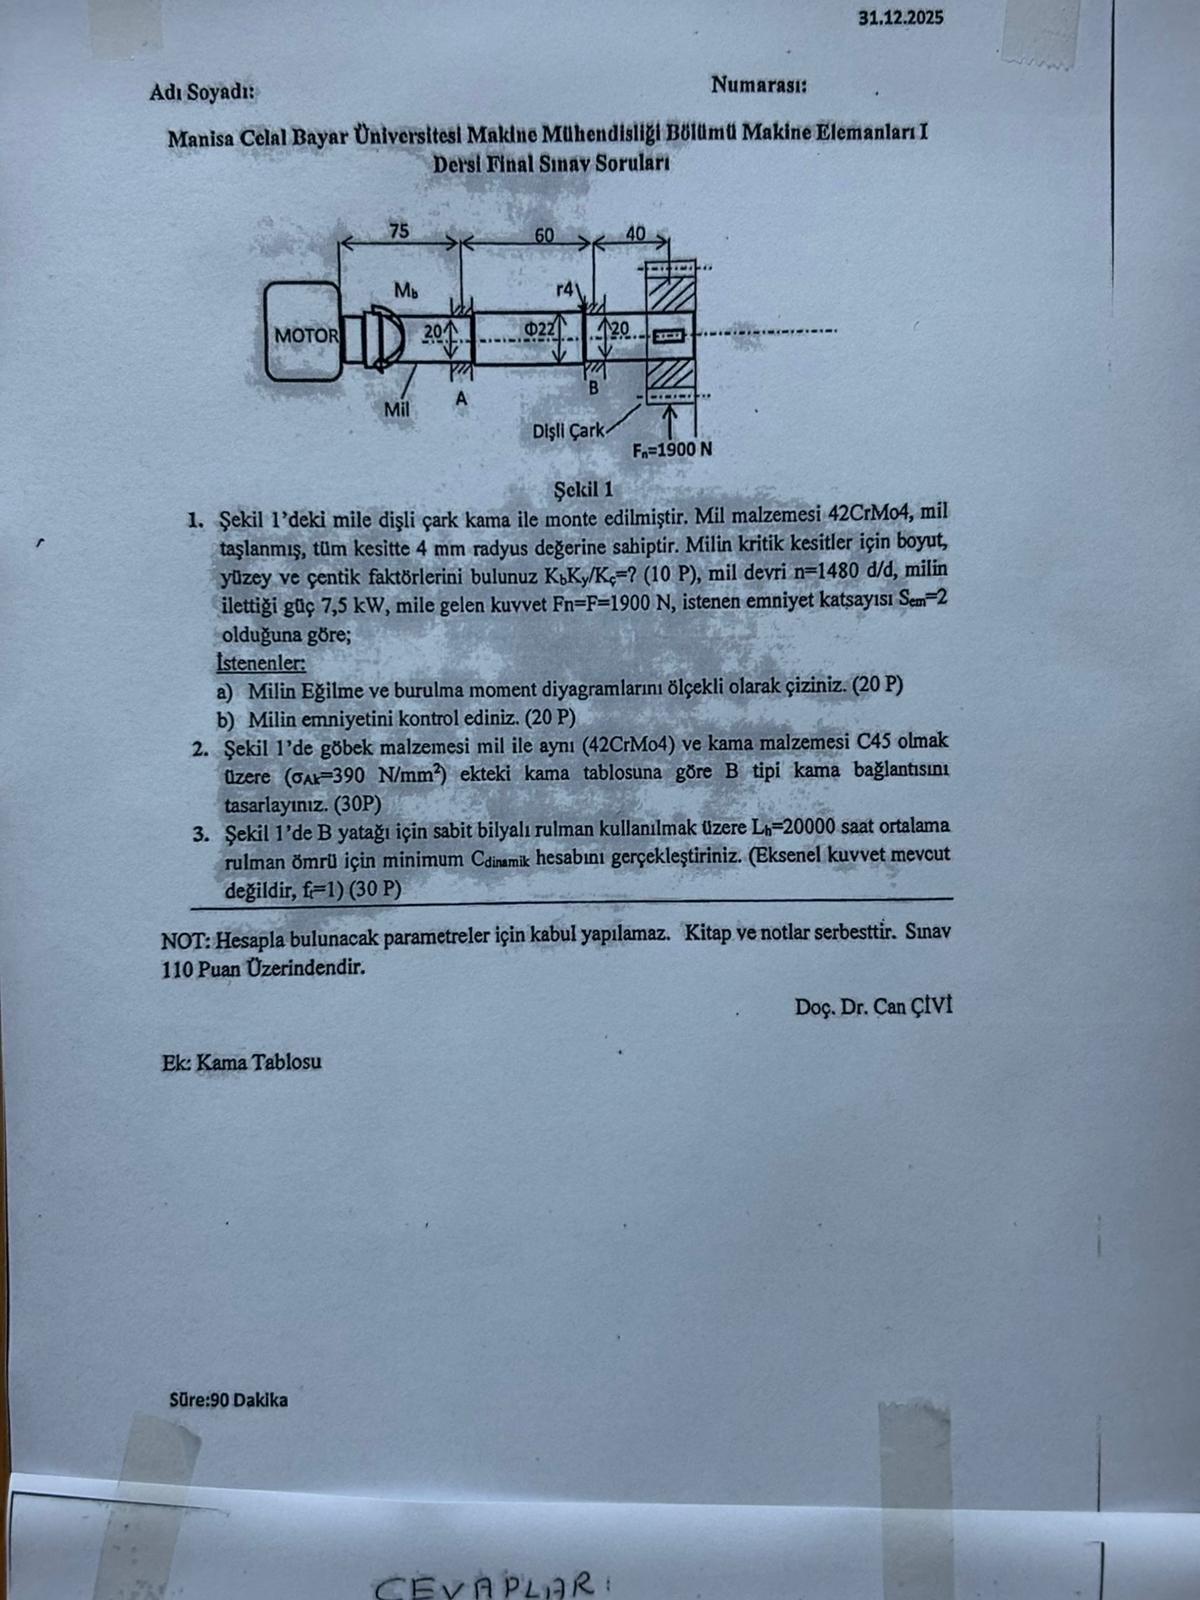 31.12.2025
Adı Soyadı:
Numarası:
Manisa Celal Bayar Üniversitesi Makine Mühendisliği Bölümü Makine Elemanları I
Dersi Final Sınav Soruları
75
60
40
Mb
r4
MOTOR
20
Φ22
20
A
B
Mil
Dişli Çark
Fn=1900 N
Şekil 1
1. Şekil 1'deki mile dişli çark kama ile monte edilmiştir. Mil malzemesi 42CrMo4, mil
taşlanmış, tüm kesitte 4 mm radyus değerine sahiptir. Milin kritik kesitler için boyut,
yüzey ve çentik faktörlerini bulunuz KbKy/Kç=? (10 P), mil devri n=1480 d/d, milin
ilettiği güç 7,5 kW, mile gelen kuvvet Fn=F=1900 N, istenen emniyet katsayısı Sem=2
olduğuna göre;
İstenenler:
a) Milin Eğilme ve burulma moment diyagramlarını ölçekli olarak çiziniz. (20 P)
b) Milin emniyetini kontrol ediniz. (20 P)
2. Şekil 1'de göbek malzemesi mil ile aynı (42CrMo4) ve kama malzemesi C45 olmak
üzere (σAk=390 N/mm²) ekteki kama tablosuna göre B tipi kama bağlantısını
tasarlayınız. (30P)
3. Şekil 1'de B yatağı için sabit bilyalı rulman kullanılmak üzere Lh=20000 saat ortalama
rulman ömrü için minimum Cdinamik hesabını gerçekleştiriniz. (Eksenel kuvvet mevcut
değildir, ft=1) (30 P)
NOT: Hesapla bulunacak parametreler için kabul yapılamaz. Kitap ve notlar serbesttir. Sınav
110 Puan Üzerindendir.
Doç. Dr. Can ÇİVİ
Ek: Kama Tablosu
Süre:90 Dakika
CEVAPLAR: